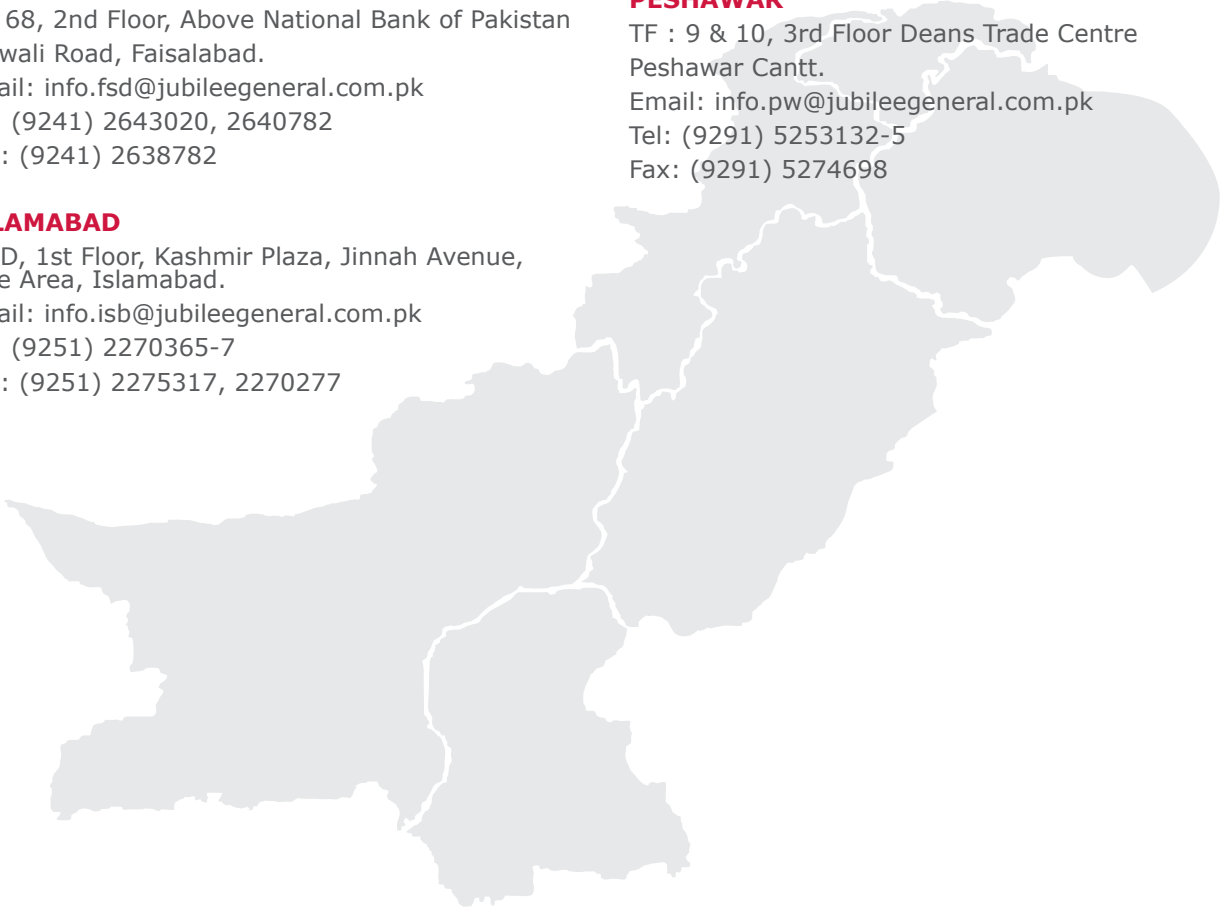 68, 2nd Floor, Above National Bank of Pakistan
wali Road, Faisalabad.
ail: info.fsd@jubileegeneral.com.pk
(9241) 2643020, 2640782
: (9241) 2638782
LAMABAD
D, 1st Floor, Kashmir Plaza, Jinnah Avenue,
e Area, Islamabad.
ail: info.isb@jubileegeneral.com.pk
(9251) 2270365-7
: (9251) 2275317, 2270277
PESHAWAR
TF : 9 & 10, 3rd Floor Deans Trade Centre
Peshawar Cantt.
Email: info.pw@jubileegeneral.com.pk
Tel: (9291) 5253132-5
Fax: (9291) 5274698